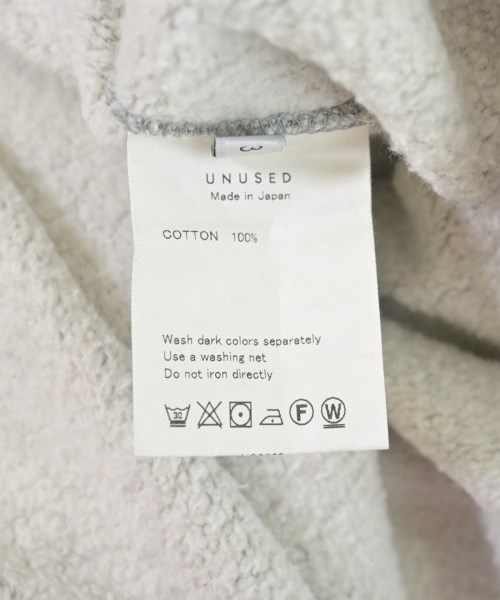 3
UNUSED
Made in Japan
COTTON 100%
Wash dark colors separately
Use a washing net
Do not iron directly
30 F W